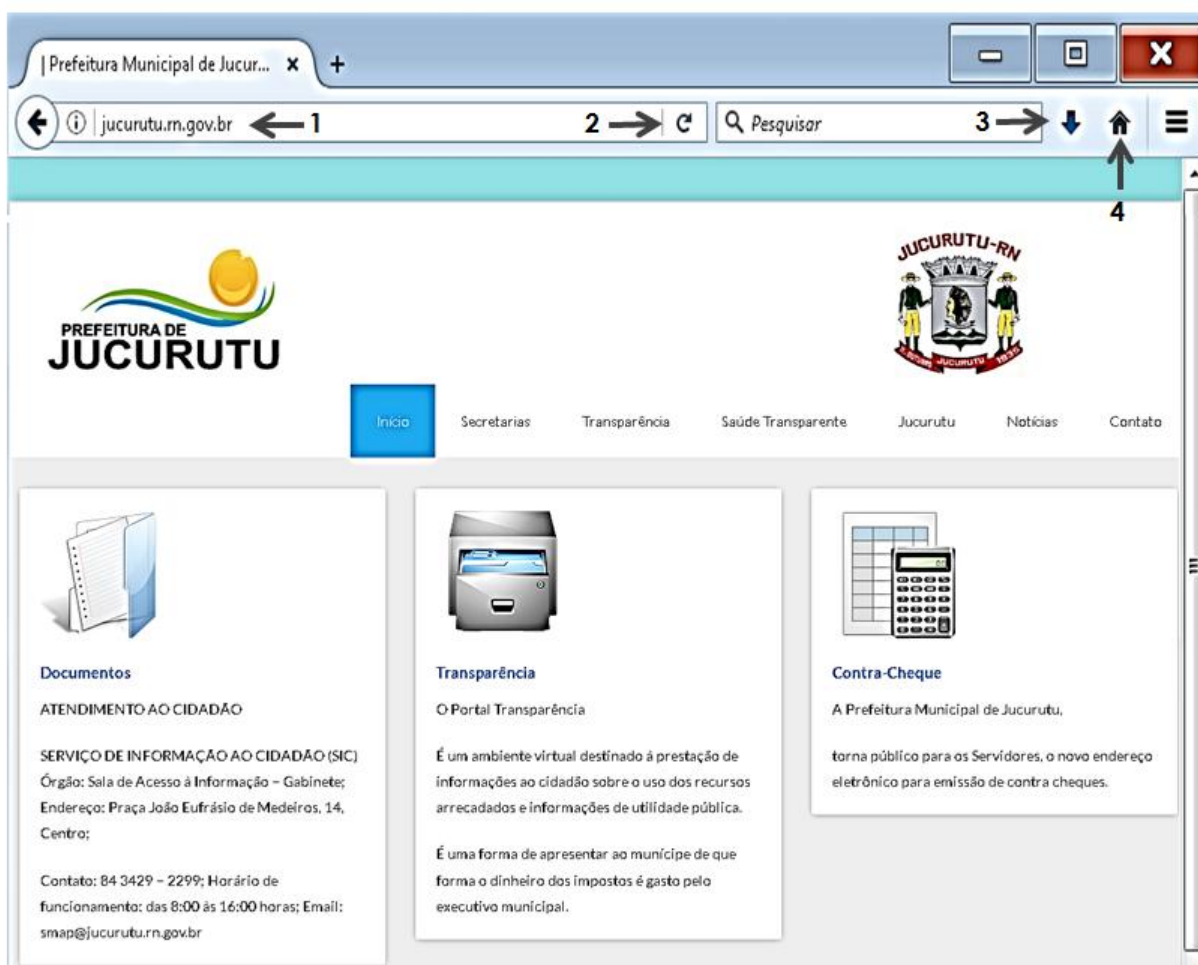 | Prefeitura Municipal de Jucur...
jucurutu.rn.gov.br
1
2
Pesquisar
3
4
PREFEITURA DE
JUCURUTU
JUCURUTU-RN
JUCURUTU
1935
Início
Secretarias
Transparência
Saúde Transparente
Jucurutu
Notícias
Contato
Documentos
ATENDIMENTO AO CIDADÃO
SERVIÇO DE INFORMAÇÃO AO CIDADÃO (SIC)
Órgão: Sala de Acesso à Informação – Gabinete;
Endereço: Praça João Eufrásio de Medeiros, 14,
Centro;
Contato: 84 3429 – 2299; Horário de
funcionamento: das 8:00 às 16:00 horas; Email:
smap@jucurutu.rn.gov.br
Transparência
O Portal Transparência
É um ambiente virtual destinado á prestação de
informações ao cidadão sobre o uso dos recursos
arrecadados e informações de utilidade pública.
É uma forma de apresentar ao munícipe de que
forma o dinheiro dos impostos é gasto pelo
executivo municipal.
Contra-Cheque
A Prefeitura Municipal de Jucurutu,
torna público para os Servidores, o novo endereço
eletrônico para emissão de contra cheques.